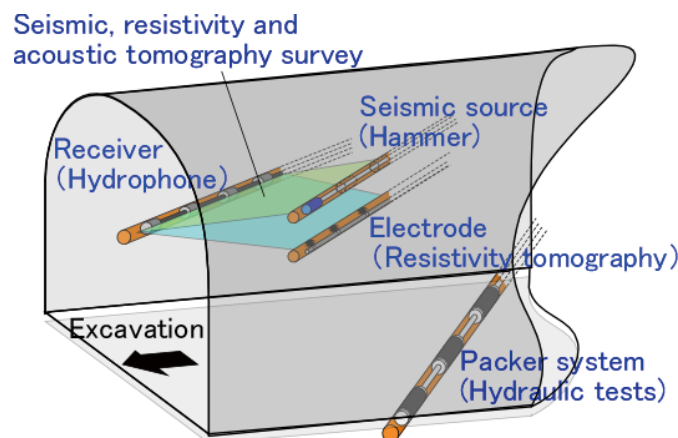 Seismic, resistivity and
acoustic tomography survey
Seismic source
(Hammer)
Receiver
(Hydrophone)
Electrode
(Resistivity tomography)
Excavation
Packer system
(Hydraulic tests)